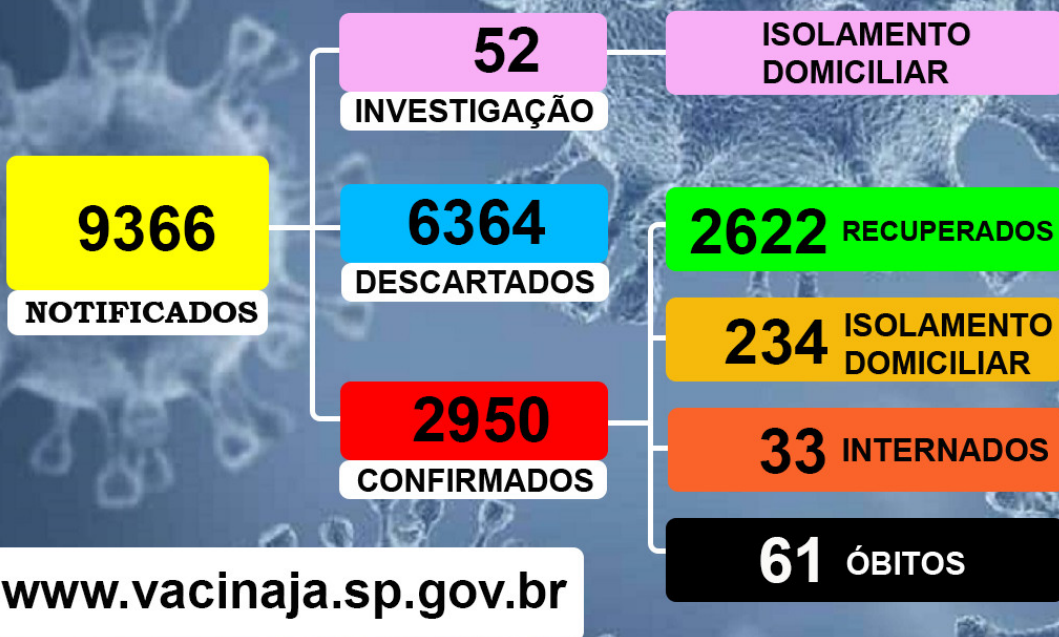 9366
NOTIFICADOS
52
INVESTIGAÇÃO
ISOLAMENTO
DOMICILIAR
6364
DESCARTADOS
2950
CONFIRMADOS
2622 RECUPERADOS
234 ISOLAMENTO
DOMICILIAR
33 INTERNADOS
61 ÓBITOS
www.vacinaja.sp.gov.br